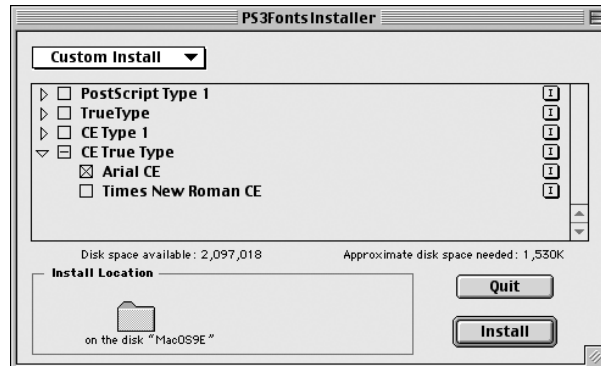 PS3FontsInstaller
Custom Install
PostScript Type 1
TrueType
CE Type 1
CE True Type
Arial CE
Times New Roman CE
Disk space available: 2,097,018 Approximate disk space needed: 1,530K
Install Location
on the disk “MacOS9E”
Quit
Install